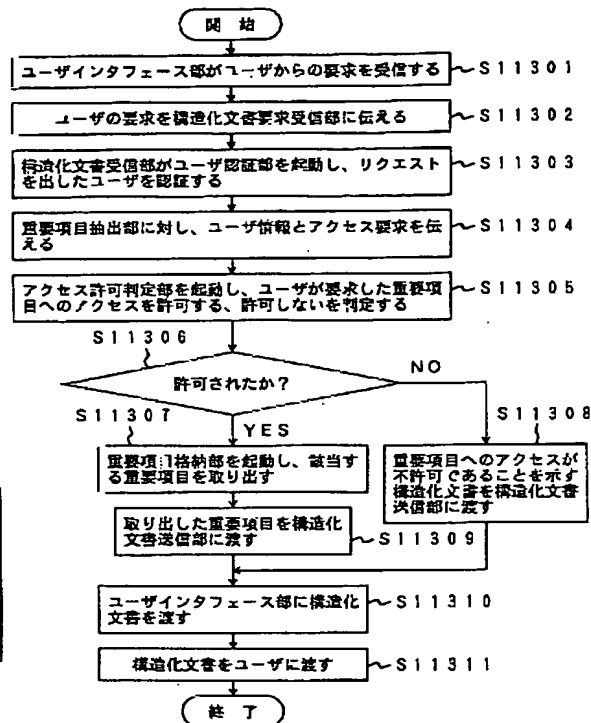 開 始
ユーザインタフェース部がユーザからの要求を受信する
S11301
ユーザの要求を構造化文書要求受信部に伝える
S11302
構造化文書受信部がユーザ認証部を起動し、リクエスト
を出したユーザを認証する
S11303
重要項目抽出部に対し、ユーザ情報とアクセス要求を伝
える
S11304
アクセス許可判定部を起動し、ユーザが要求した重要項
目へのアクセスを許可する、許可しないを判定する
S11305
S11306
許可されたか?
NO
YES
S11307
重要項目格納部を起動し、該当す
る重要項目を取り出す
S11308
重要項目へのアクセスが
不許可であることを示す
構造化文書を構造化文書
送信部に渡す
取り出した重要項目を構造化
文書送信部に渡す
S11309
ユーザインタフェース部に構造化
文書を渡す
S11310
構造化文書をユーザに渡す
S11311
終 了